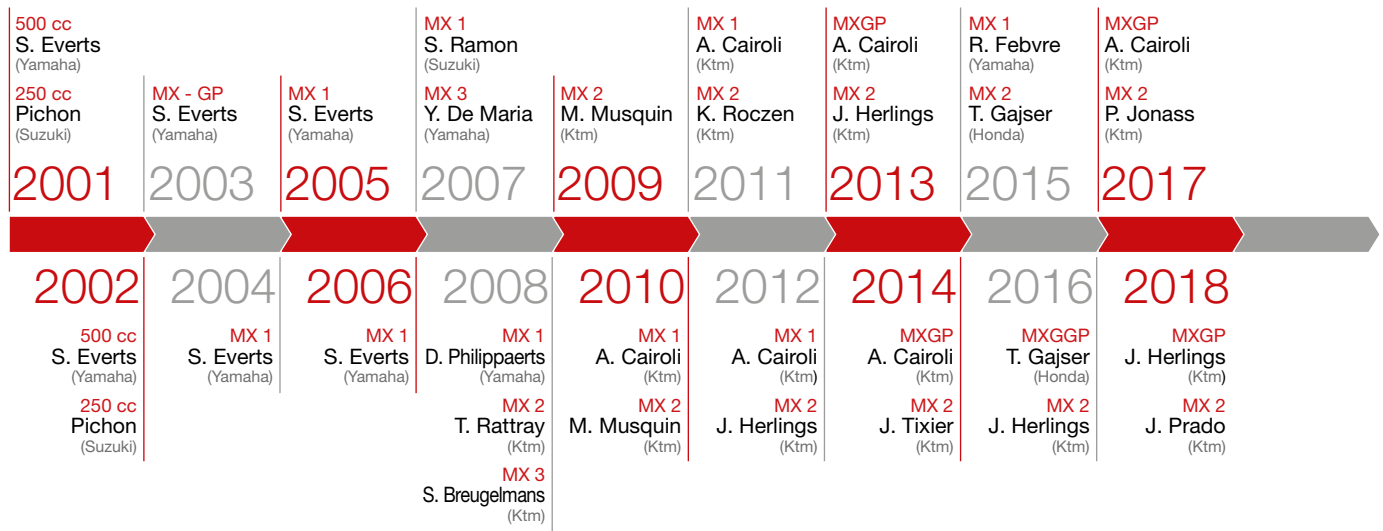 500 cc
S. Everts
(Yamaha)
250 cc
Pichon
(Suzuki)
2001
MX - GP
S. Everts
(Yamaha)
2003
MX 1
S. Everts
(Yamaha)
2005
MX 1
S. Ramon
(Suzuki)
MX 3
Y. De Maria
(Yamaha)
2007
MX 2
M. Musquin
(Ktm)
2009
MX 1
A. Cairoli
(Ktm)
MX 2
K. Roczen
(Ktm)
2011
MXGP
A. Cairoli
(Ktm)
MX 2
J. Herlings
(Ktm)
2013
MX 1
R. Febvre
(Yamaha)
MX 2
T. Gajser
(Honda)
2015
MXGP
A. Cairoli
(Ktm)
MX 2
P. Jonass
(Ktm)
2017
2002
500 cc
S. Everts
(Yamaha)
250 cc
Pichon
(Suzuki)
2004
MX 1
S. Everts
(Yamaha)
2006
MX 1
S. Everts
(Yamaha)
2008
MX 1
D. Philippaerts
(Yamaha)
MX 2
T. Rattray
(Ktm)
MX 3
S. Breugelmans
(Ktm)
2010
MX 1
A. Cairoli
(Ktm)
MX 2
M. Musquin
(Ktm)
2012
MX 1
A. Cairoli
(Ktm)
MX 2
J. Herlings
(Ktm)
2014
MXGP
A. Cairoli
(Ktm)
MX 2
J. Tixier
(Ktm)
2016
MXGGP
T. Gajser
(Honda)
MX 2
J. Herlings
(Ktm)
2018
MXGP
J. Herlings
(Ktm)
MX 2
J. Prado
(Ktm)